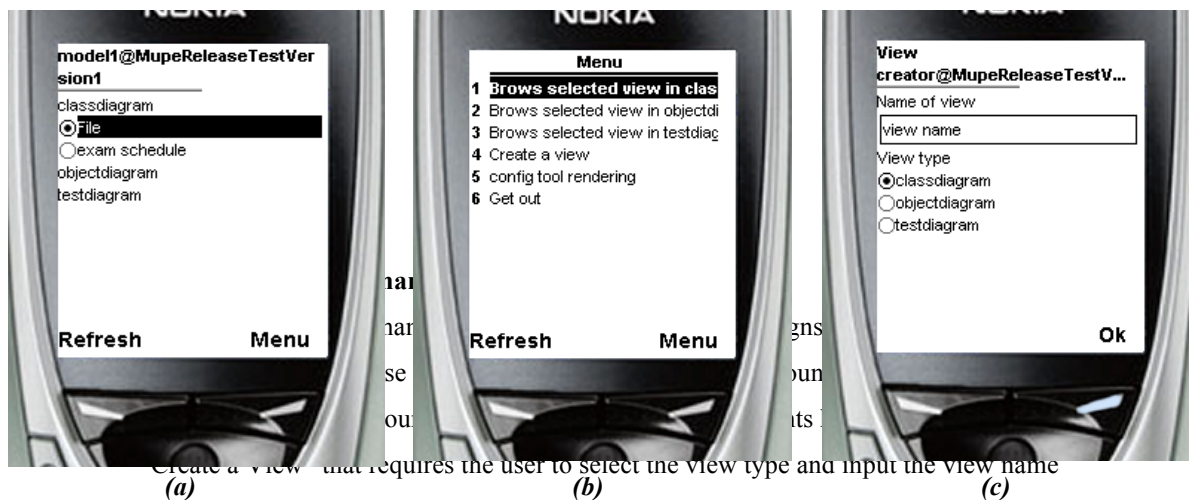 NOKIA
model1@MupeReleaseTestVer
sion1
classdiagram
File
exam schedule
objectdiagram
testdiagram
Refresh Menu
(a)
NOKIA
Menu
1 Brows selected view in clas
2 Brows selected view in objectdi
3 Brows selected view in testdiag
4 Create a view
5 config tool rendering
6 Get out
Refresh Menu
(b)
View
creator@MupeReleaseTestV...
Name of view
view name
View type
classdiagram
objectdiagram
testdiagram
Ok
(c)
Create a View" that requires the user to select the view type and input the view name